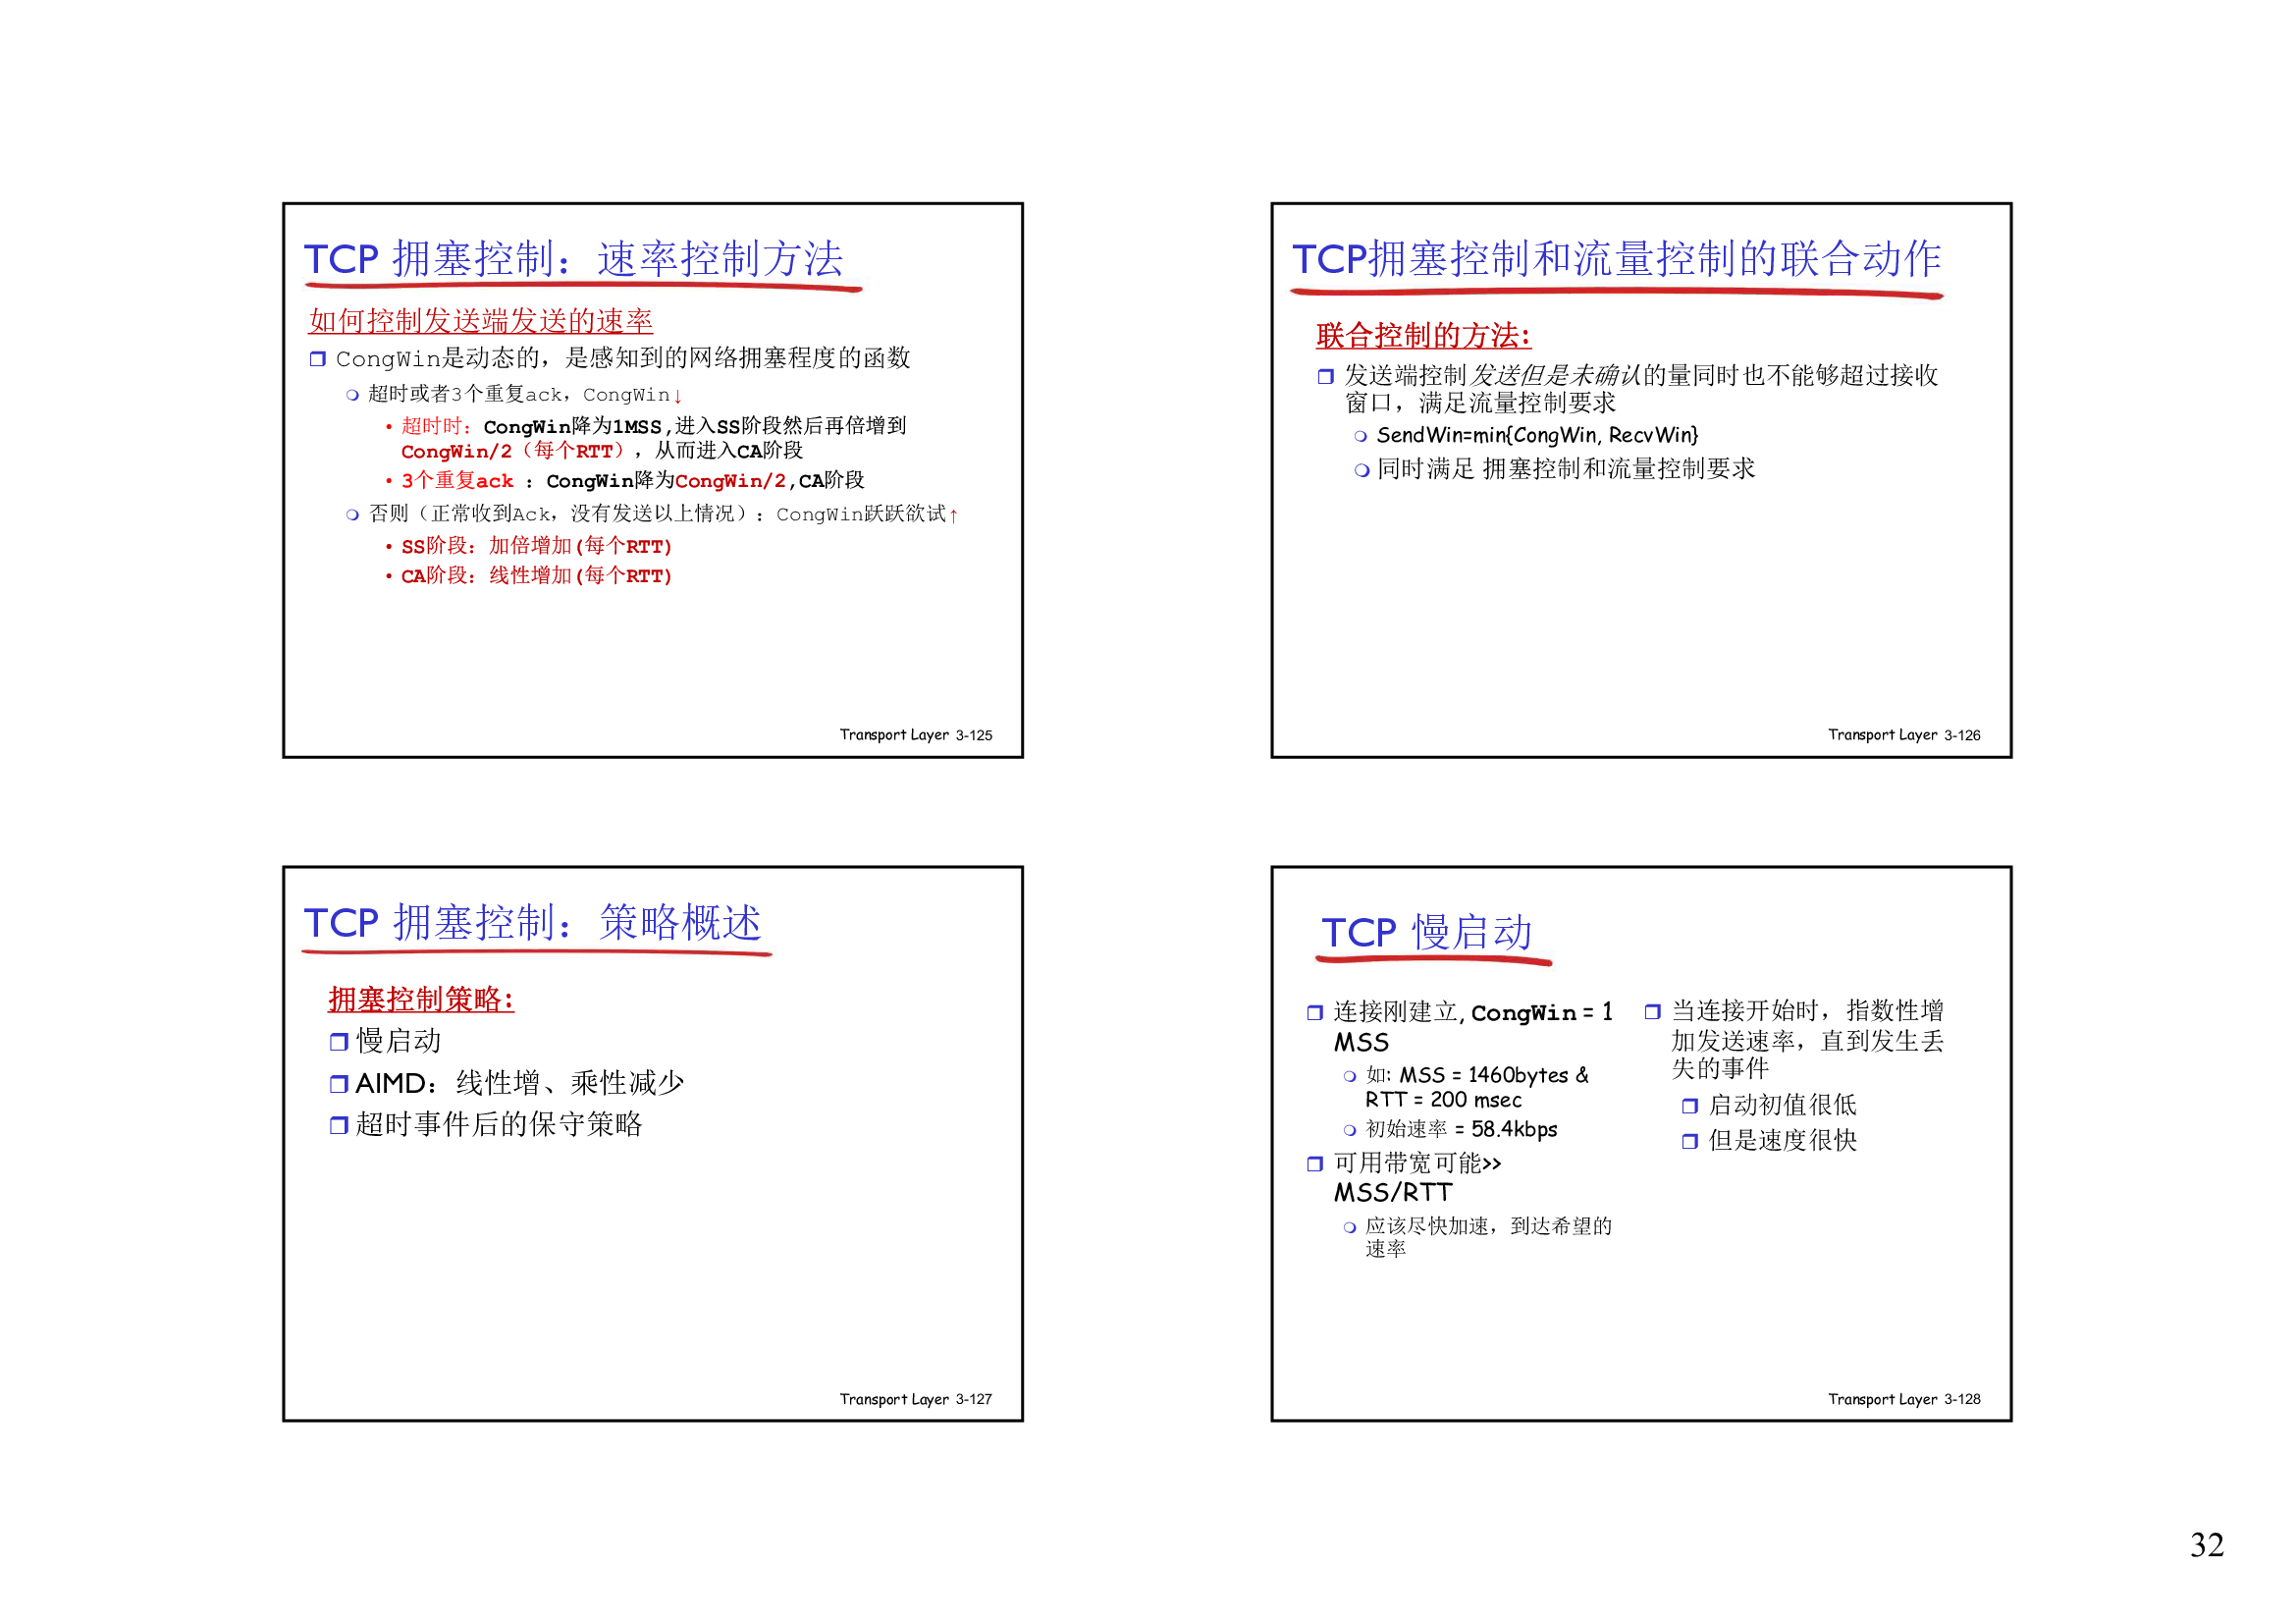 TCP 拥塞控制：速率控制方法
如何控制发送端发送的速率
CongWin是动态的，是感知到的网络拥塞程度的函数
超时或者3个重复ack，CongWin↓
• 超时时：CongWin降为1MSS,进入SS阶段然后再倍增到
CongWin/2（每个RTT），从而进入CA阶段
• 3个重复ack ：CongWin降为CongWin/2,CA阶段
否则（正常收到Ack，没有发送以上情况）：CongWin跃跃欲试↑
• SS阶段：加倍增加(每个RTT)
• CA阶段：线性增加(每个RTT)
Transport Layer 3-125
TCP拥塞控制和流量控制的联合动作
联合控制的方法:
发送端控制发送但是未确认的量同时也不能够超过接收
窗口，满足流量控制要求
SendWin=min{CongWin, RecvWin}
同时满足 拥塞控制和流量控制要求
Transport Layer 3-126
TCP 拥塞控制：策略概述
拥塞控制策略:
慢启动
AIMD：线性增、乘性减少
超时事件后的保守策略
Transport Layer 3-127
TCP 慢启动
连接刚建立, CongWin = 1
MSS
如: MSS = 1460bytes &
RTT = 200 msec
初始速率 = 58.4kbps
可用带宽可能>>
MSS/RTT
应该尽快加速，到达希望的
速率
当连接开始时，指数性增
加发送速率，直到发生丢
失的事件
启动初值很低
但是速度很快
Transport Layer 3-128
32